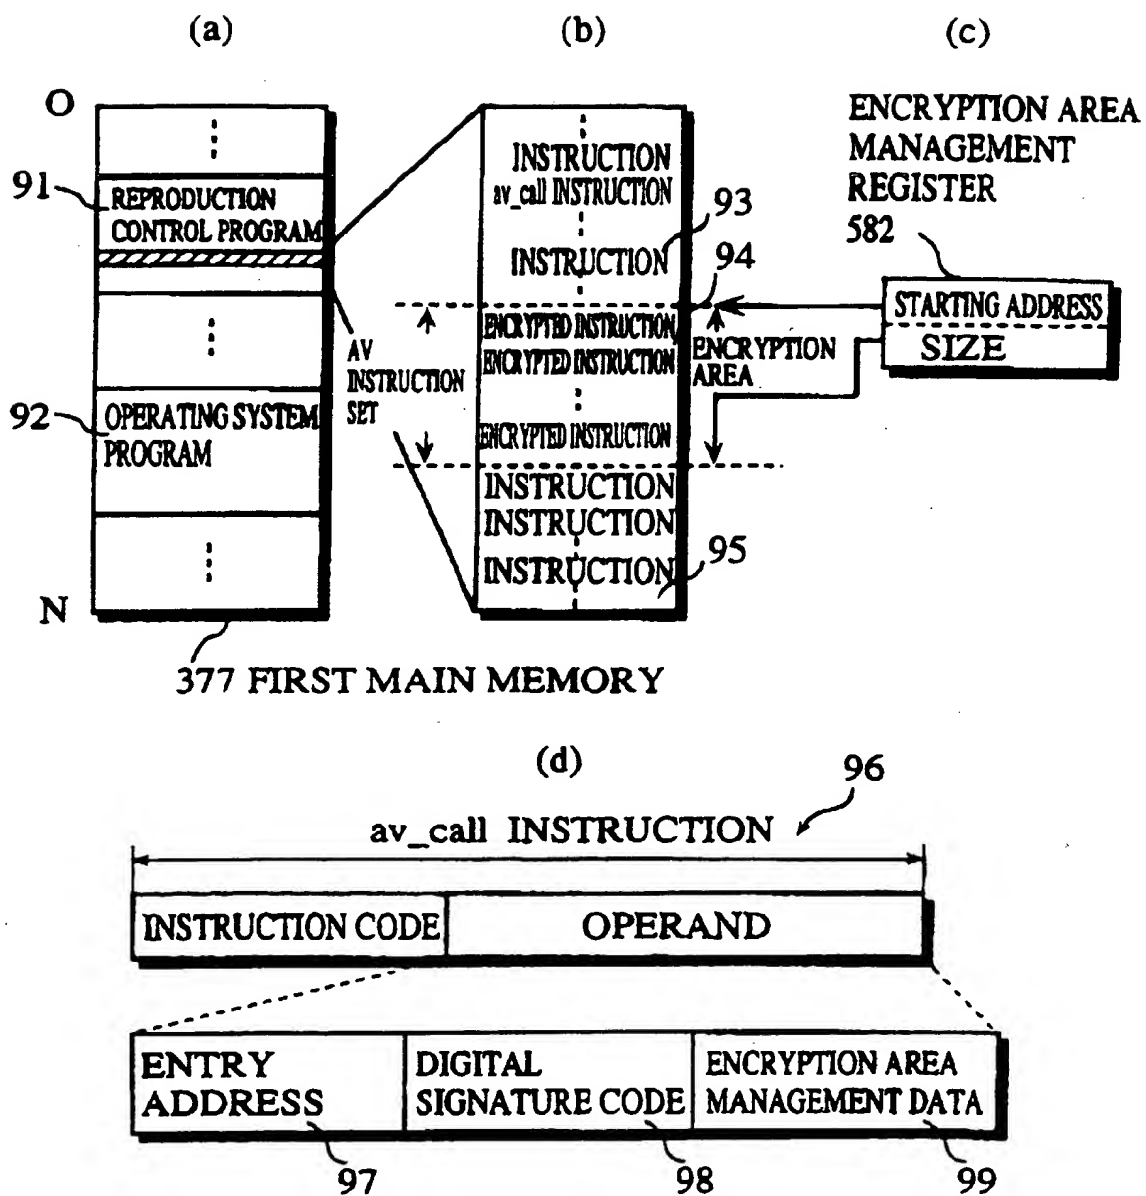 (a)
(b)
(c)
O
91
REPRODUCTION
CONTROL PROGRAM
92
OPERATING SYSTEM
PROGRAM
N
377 FIRST MAIN MEMORY
AV
INSTRUCTION
SET
INSTRUCTION
av_call INSTRUCTION
93
INSTRUCTION
94
ENCRYPTED INSTRUCTION
ENCRYPTED INSTRUCTION
ENCRYPTED INSTRUCTION
INSTRUCTION
INSTRUCTION
INSTRUCTION
95
ENCRYPTION
AREA
ENCRYPTION AREA
MANAGEMENT
REGISTER
582
STARTING ADDRESS
SIZE
(d)
96
av_call INSTRUCTION
INSTRUCTION CODE
OPERAND
ENTRY
ADDRESS
DIGITAL
SIGNATURE CODE
ENCRYPTION AREA
MANAGEMENT DATA
97
98
99